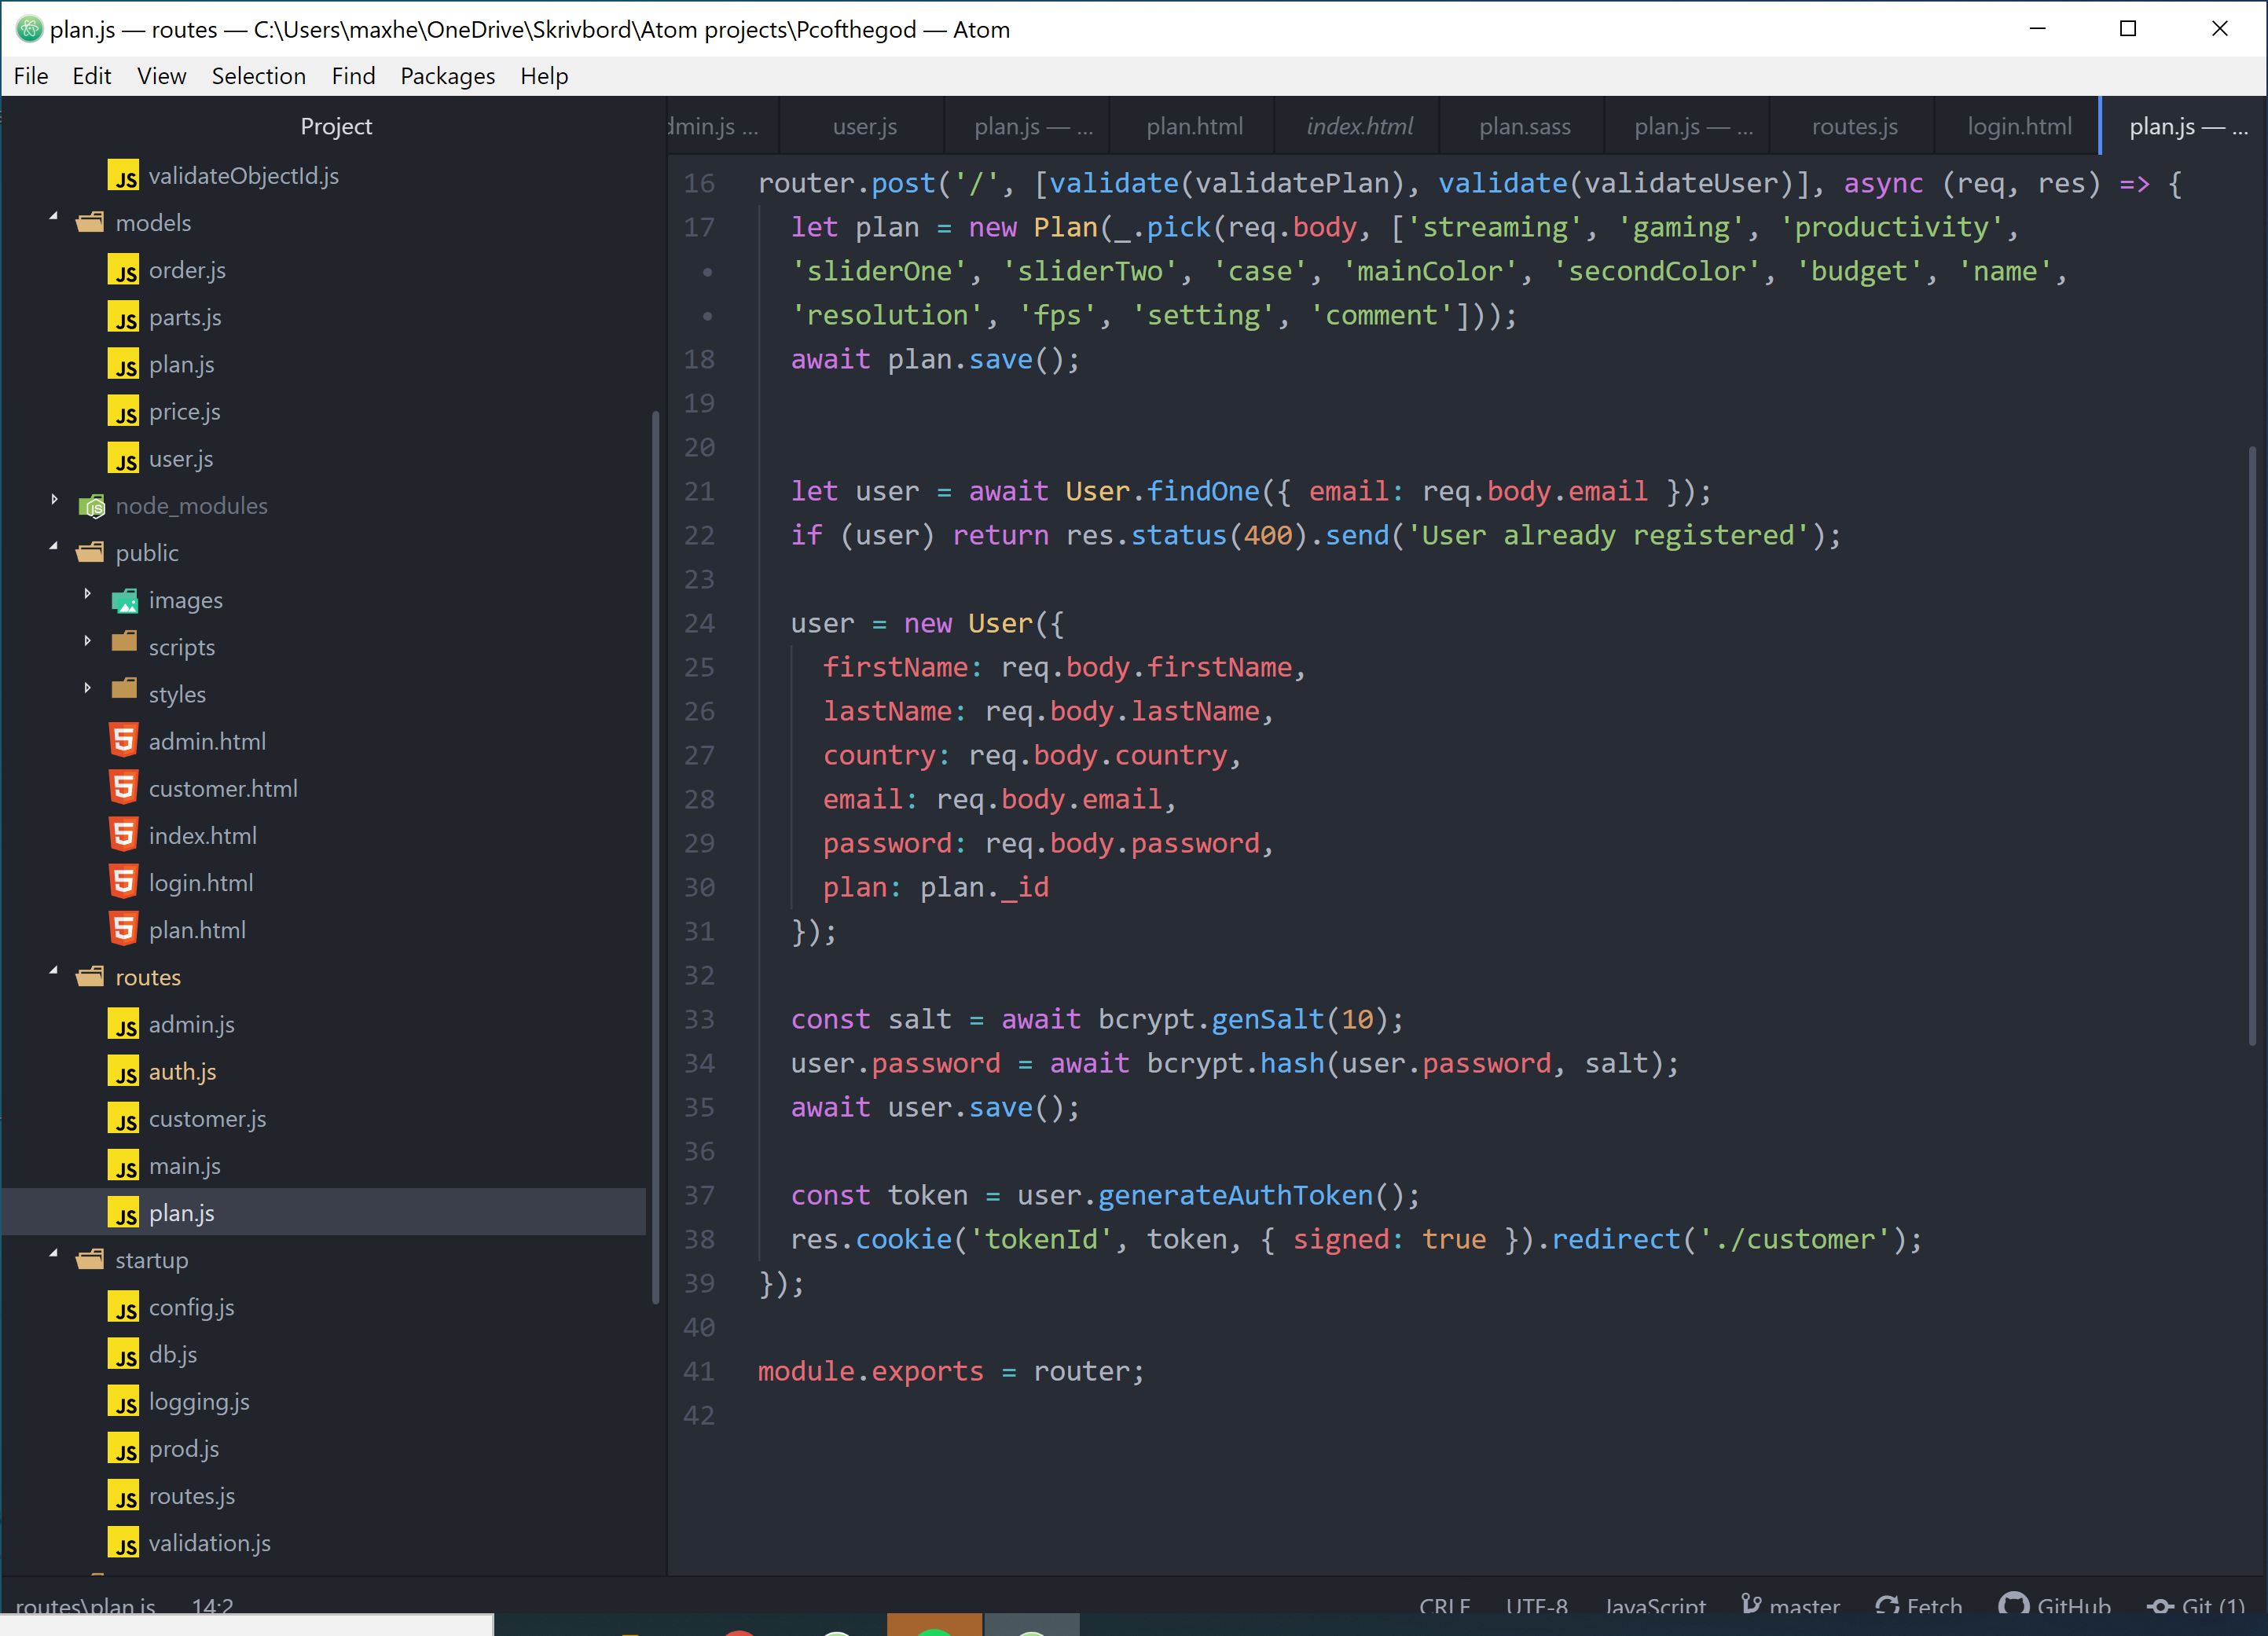 plan.js — routes — C:\Users\maxhe\OneDrive\Skrivbord\Atom projects\Pcofthegod — Atom
File Edit View Selection Find Packages Help
Project
validateObjectId.js
models
order.js
parts.js
plan.js
price.js
user.js
node_modules
public
images
scripts
styles
admin.html
customer.html
index.html
login.html
plan.html
routes
admin.js
auth.js
customer.js
main.js
plan.js
startup
config.js
db.js
logging.js
prod.js
routes.js
validation.js
dmin.js ... user.js plan.js — ... plan.html index.html plan.sass plan.js — ... routes.js login.html plan.js — ...
16 router.post('/', [validate(validatePlan), validate(validateUser)], async (req, res) => {
17 let plan = new Plan(_.pick(req.body, ['streaming', 'gaming', 'productivity',
• 'sliderOne', 'sliderTwo', 'case', 'mainColor', 'secondColor', 'budget', 'name',
• 'resolution', 'fps', 'setting', 'comment']));
18 await plan.save();
19
20
21 let user = await User.findOne({ email: req.body.email });
22 if (user) return res.status(400).send('User already registered');
23
24 user = new User({
25 firstName: req.body.firstName,
26 lastName: req.body.lastName,
27 country: req.body.country,
28 email: req.body.email,
29 password: req.body.password,
30 plan: plan._id
31 });
32
33 const salt = await bcrypt.genSalt(10);
34 user.password = await bcrypt.hash(user.password, salt);
35 await user.save();
36
37 const token = user.generateAuthToken();
38 res.cookie('tokenId', token, { signed: true }).redirect('./customer');
39 });
40
41 module.exports = router;
42
routes\plan.js 14:2 CRLF UTF-8 JavaScript master Fetch GitHub Git (1)